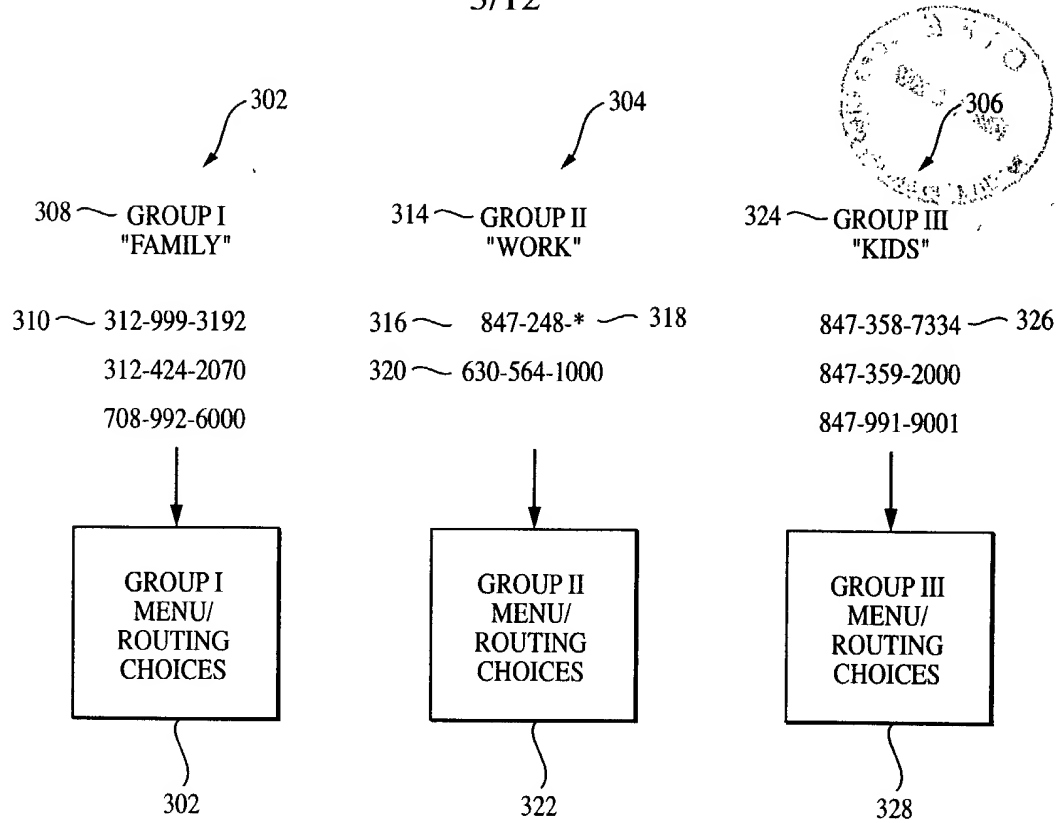 3/12
302
304
306
308 GROUP I
"FAMILY"
314 GROUP II
"WORK"
324 GROUP III
"KIDS"
310 312-999-3192
312-424-2070
708-992-6000
316 847-248-* 318
320 630-564-1000
847-358-7334 326
847-359-2000
847-991-9001
GROUP I
MENU/
ROUTING
CHOICES
GROUP II
MENU/
ROUTING
CHOICES
GROUP III
MENU/
ROUTING
CHOICES
302
322
328